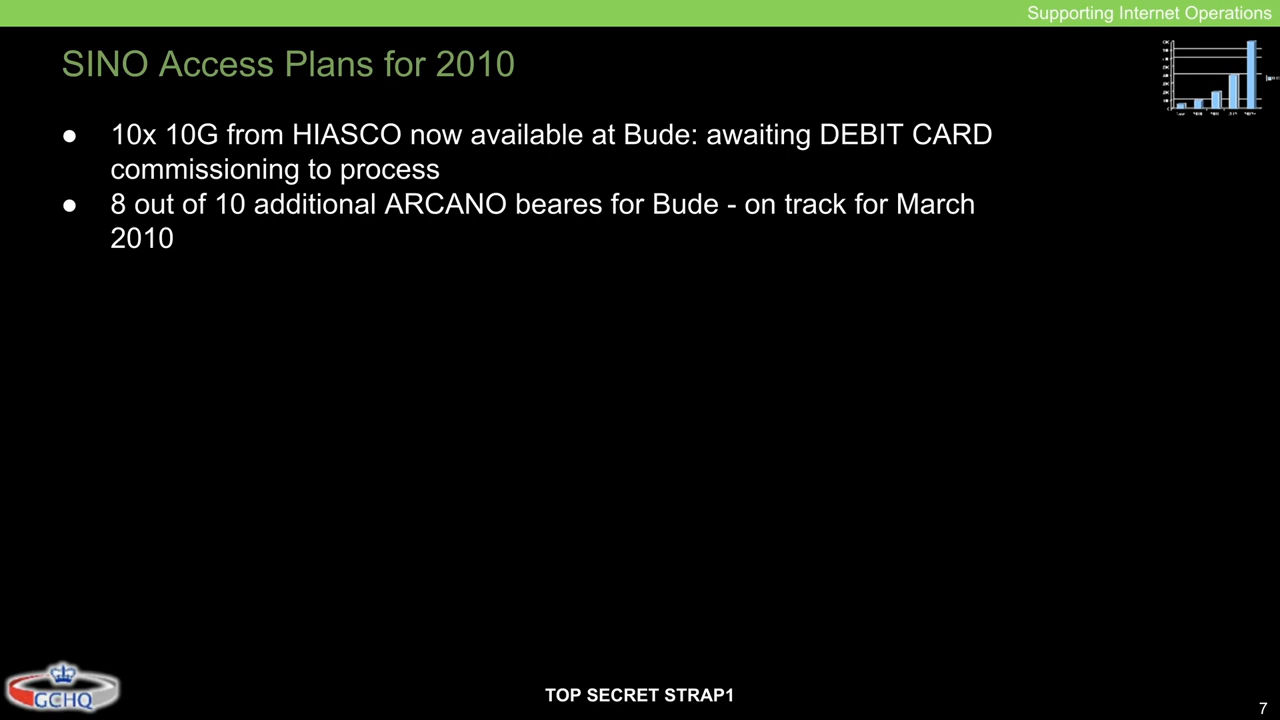 Supporting Internet Operations
SINO Access Plans for 2010
● 10x 10G from HIASCO now available at Bude: awaiting DEBIT CARD
commissioning to process
● 8 out of 10 additional ARCANO beares for Bude - on track for March
2010
GCHQ
TOP SECRET STRAP1
7